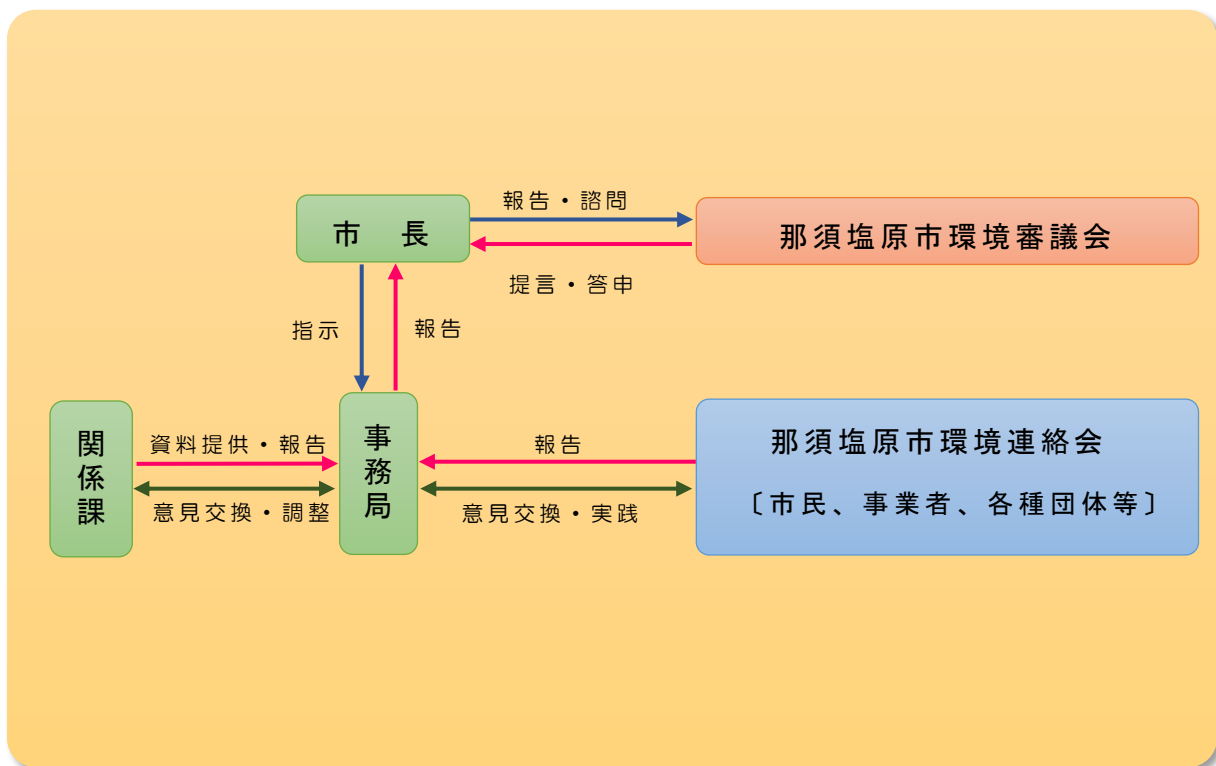 報告・諮問
市　長
那須塩原市環境審議会
提言・答申
指示
報告
関係課
資料提供・報告
意見交換・調整
事務局
報告
意見交換・実践
那須塩原市環境連絡会
〔市民、事業者、各種団体等〕